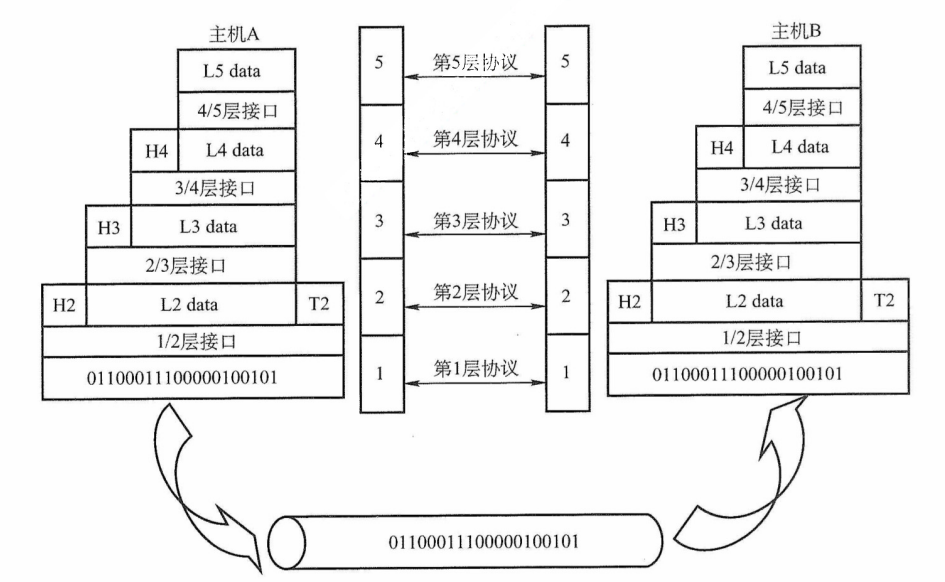 主机A
L5 data
4/5层接口
H4 L4 data
3/4层接口
H3 L3 data
2/3层接口
H2 L2 data T2
1/2层接口
01100011100000100101
5 第5层协议 5
4 第4层协议 4
3 第3层协议 3
2 第2层协议 2
1 第1层协议 1
主机B
L5 data
4/5层接口
H4 L4 data
3/4层接口
H3 L3 data
2/3层接口
H2 L2 data T2
1/2层接口
01100011100000100101
01100011100000100101